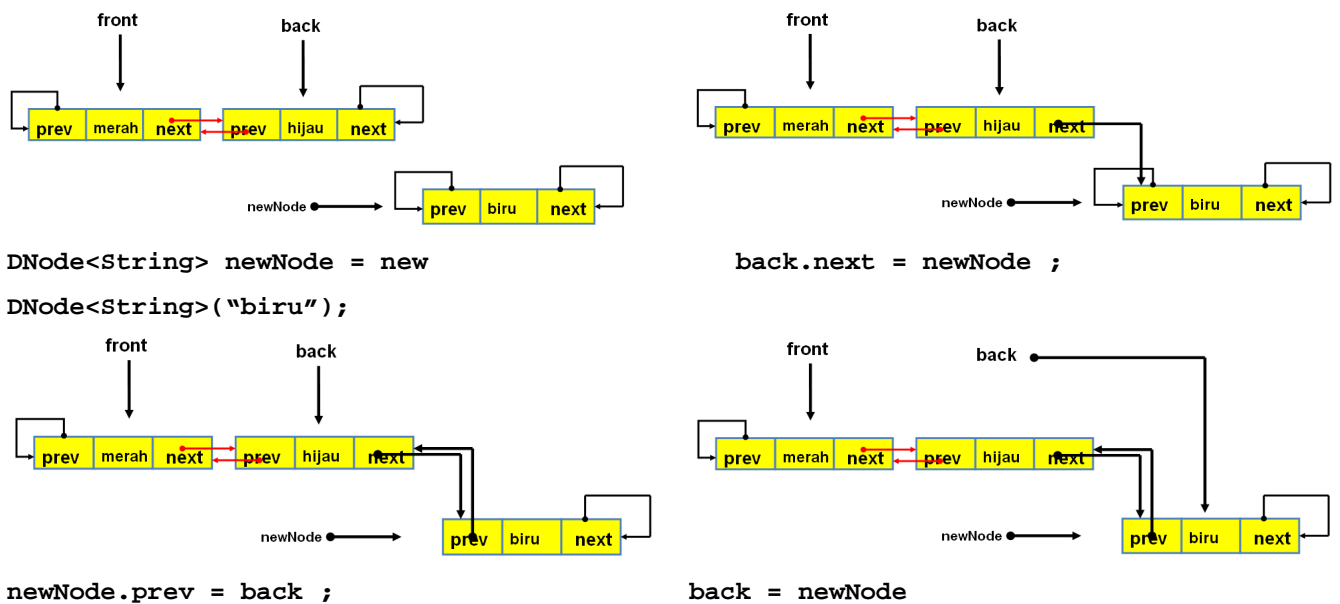 front
back
prev merah next prev hijau next
newNode prev biru next
DNode<String> newNode = new
DNode<String>(“biru”);
front
back
prev merah next prev hijau next
newNode prev biru next
back.next = newNode ;
front
back
prev merah next prev hijau next
newNode prev biru next
newNode.prev = back ;
front
back
prev merah next prev hijau next
newNode prev biru next
back = newNode